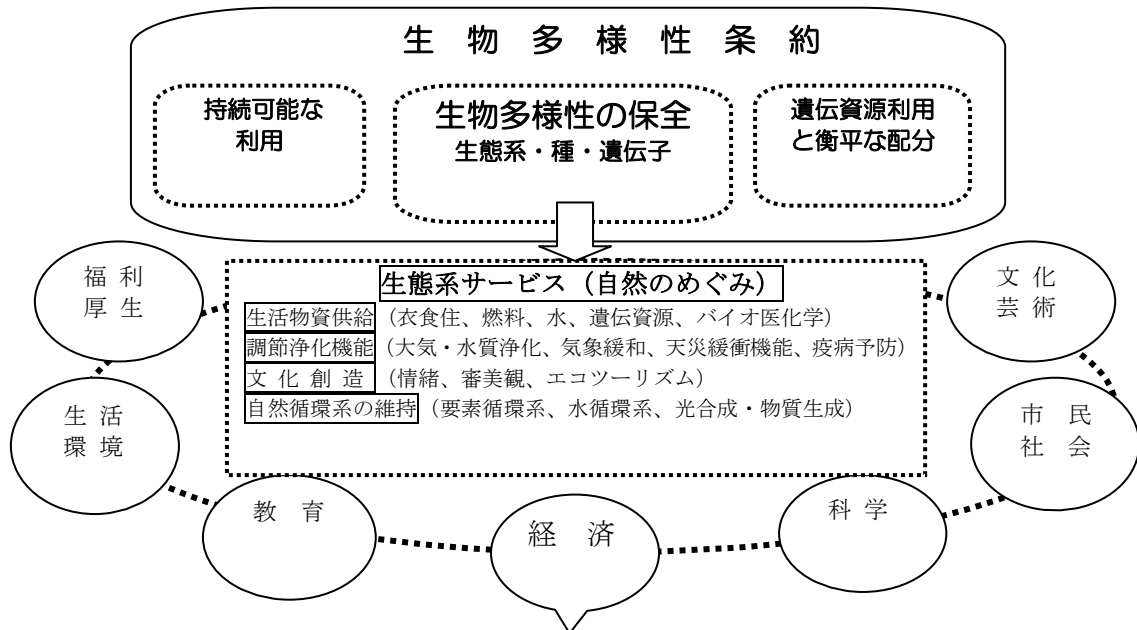 生物多様性条約
持続可能な
利用
生物多様性の保全
生態系・種・遺伝子
遺伝資源利用
と衡平な配分
生態系サービス（自然のめぐみ）
生活物資供給（衣食住、燃料、水、遺伝資源、バイオ医化学）
調節浄化機能（大気・水質浄化、気象緩和、天災緩衝機能、疫病予防）
文化創造（情緒、審美観、エコツーリズム）
自然循環系の維持（要素循環系、水循環系、光合成・物質生成）
福利
厚生
文化
芸術
生活
環境
市民
社会
教育
経済
科学